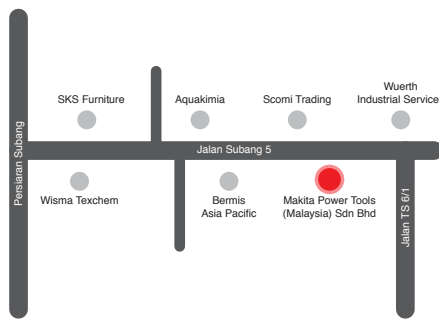 Wuerth
Industrial Service
SKS Furniture
Aquakimia
Scomi Trading
Persiaran Subang
Jalan Subang 5
Wisma Texchem
Bermis
Asia Pacific
Makita Power Tools
(Malaysia) Sdn Bhd
Jalan TS 6/1